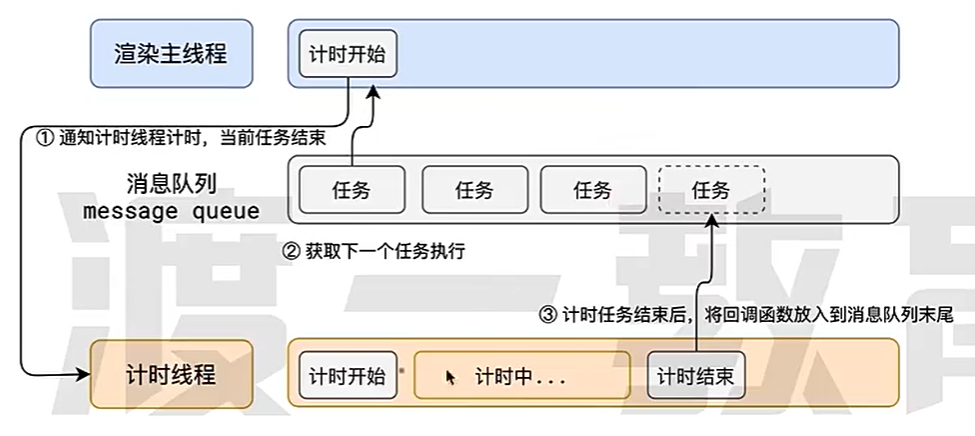 渲染主线程
计时开始
① 通知计时线程计时，当前任务结束
消息队列
message queue
任务
任务
任务
任务
② 获取下一个任务执行
③ 计时任务结束后，将回调函数放入到消息队列末尾
计时线程
计时开始
计时中...
计时结束
渡一教育